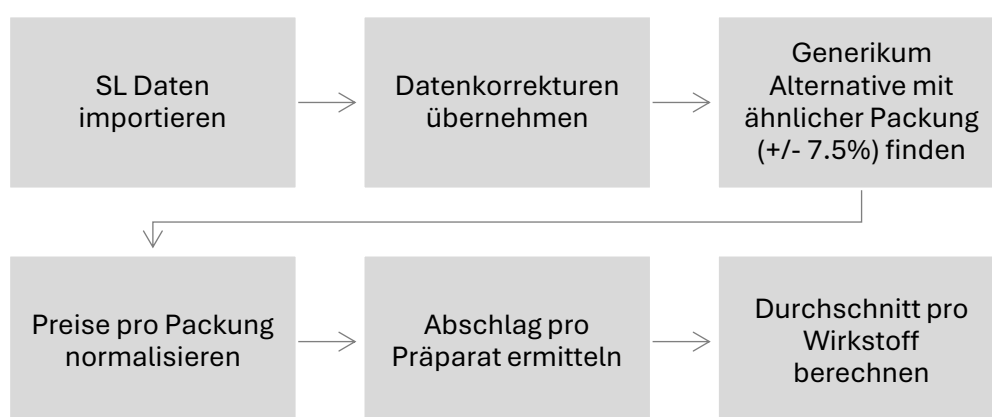 SL Daten
importieren
Datenkorrekturen
übernehmen
Generikum
Alternative mit
ähnlicher Packung
(+/- 7.5%) finden
Preise pro Packung
normalisieren
Abschlag pro
Präparat ermitteln
Durchschnitt pro
Wirkstoff
berechnen